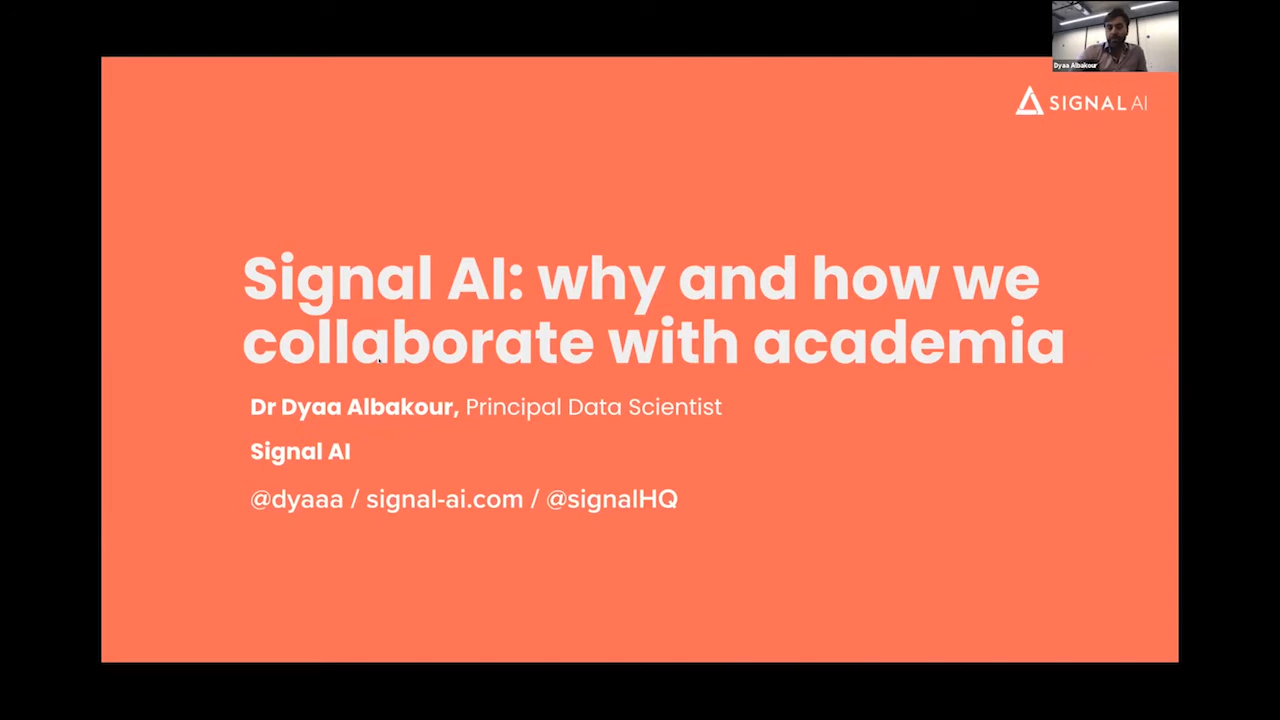 Dyaa Albakour
SIGNAL AI
Signal AI: why and how we
collaborate with academia
Dr Dyaa Albakour, Principal Data Scientist
Signal AI
@dyaaa / signal-ai.com / @signalHQ